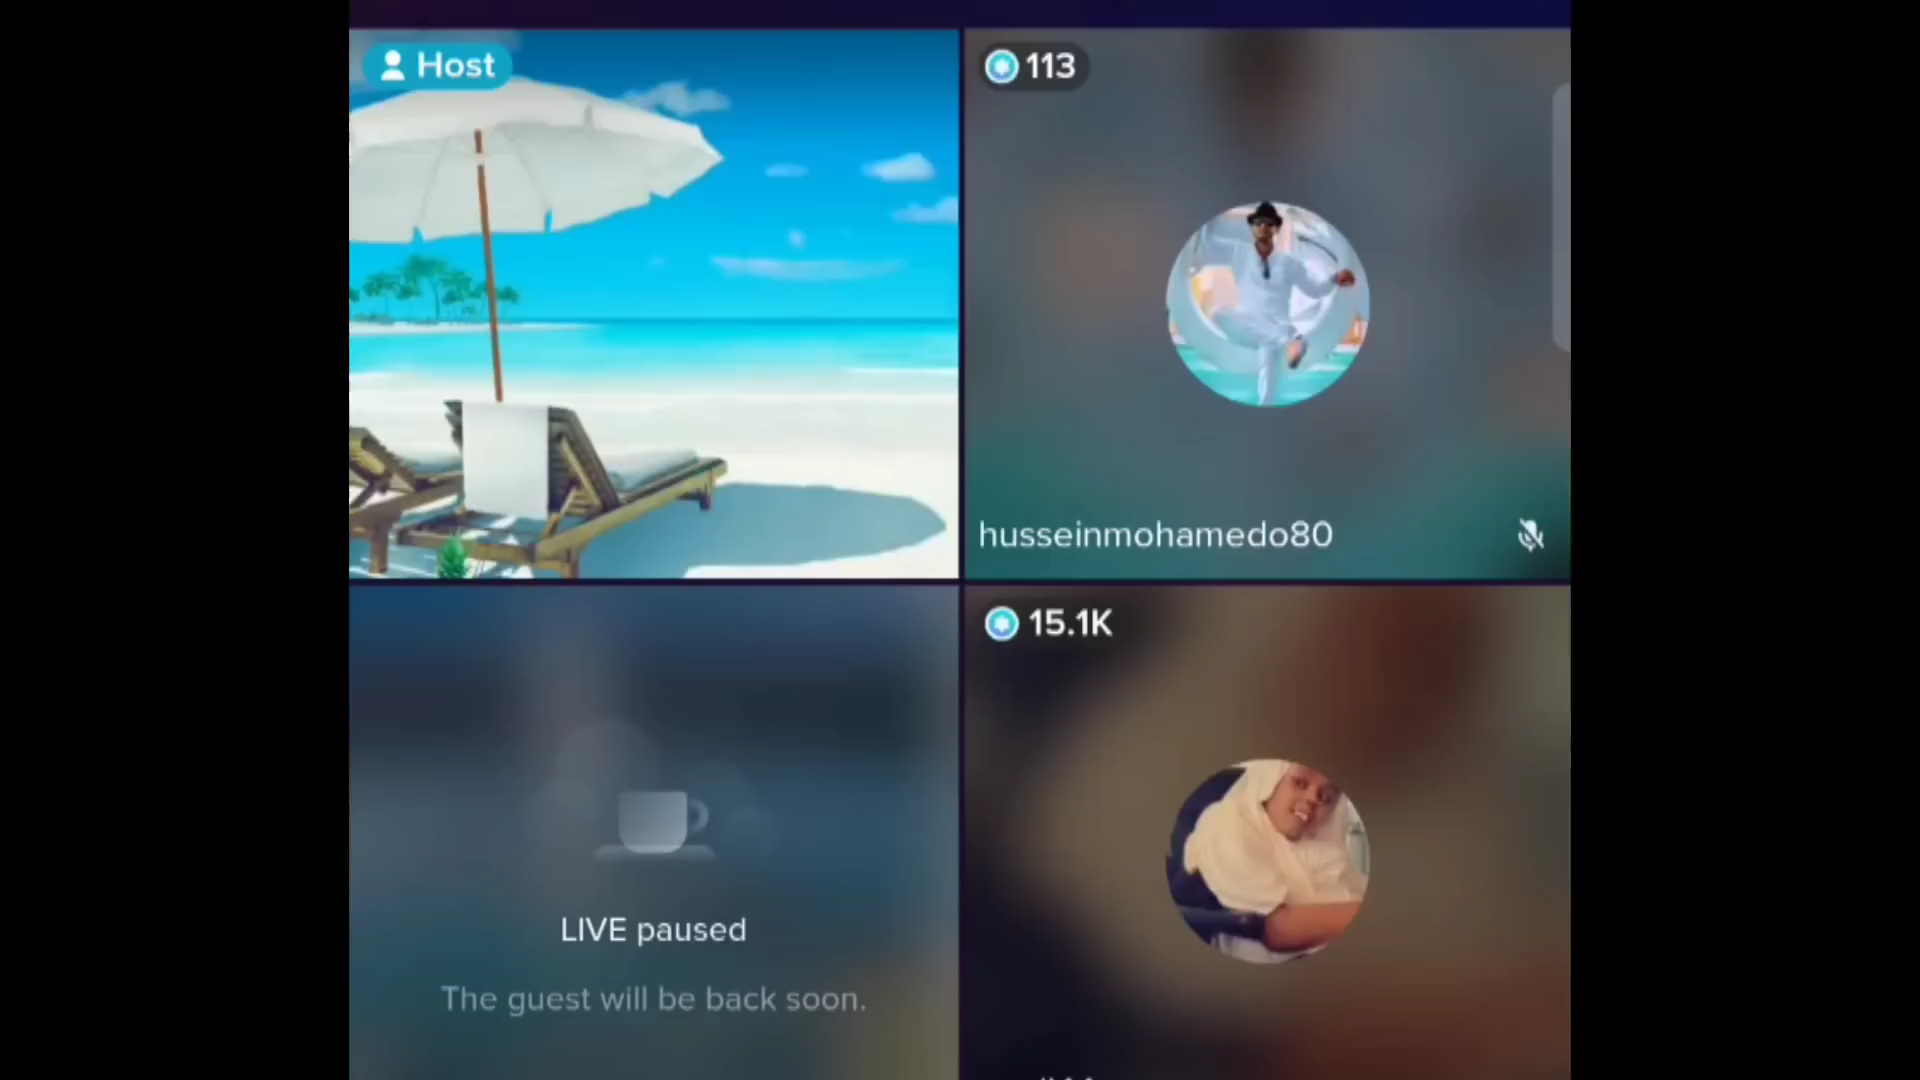 Host
113
husseinmohamedo80
15.1K
LIVE paused
The guest will be back soon.